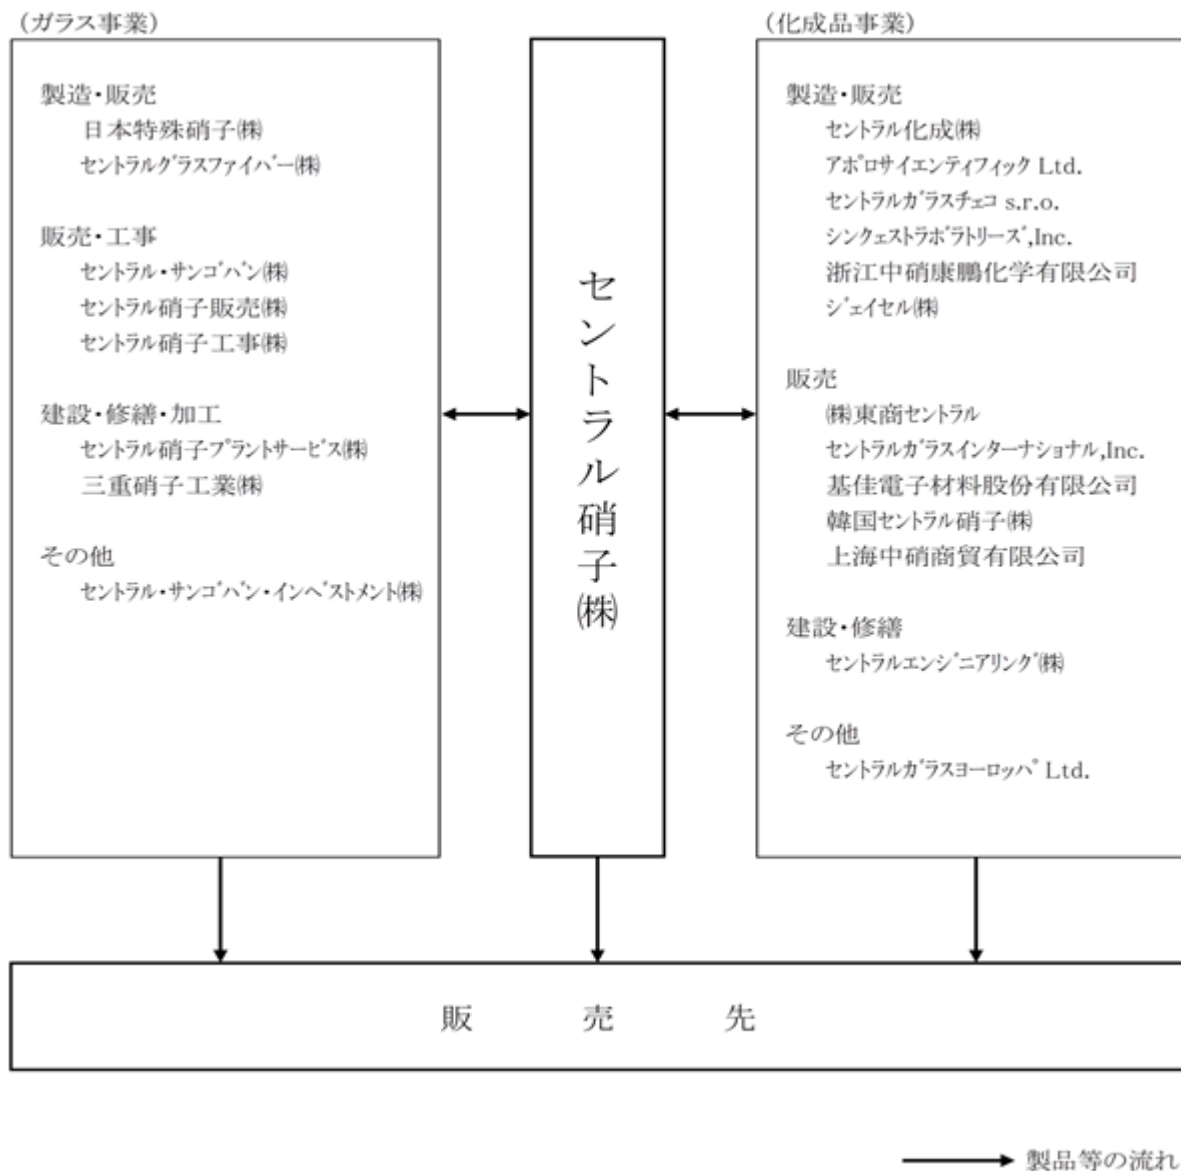 （ガラス事業）
製造・販売
日本特殊硝子㈱
セントラルグラスファイバー㈱
販売・工事
セントラル・サンゴバン㈱
セントラル硝子販売㈱
セントラル硝子工事㈱
建設・修繕・加工
セントラル硝子プラントサービス㈱
三重硝子工業㈱
その他
セントラル・サンゴバン・インベストメント㈱
セントラル硝子㈱
（化成品事業）
製造・販売
セントラル化成㈱
アポロサイエンティフィック Ltd.
セントラルガラスチェコ s.r.o.
シンクェストラボラトリーズ,Inc.
浙江中硝康鵬化学有限公司
ジェイセル㈱
販売
㈱東商セントラル
セントラルガラスインターナショナル,Inc.
基佳電子材料股份有限公司
韓国セントラル硝子㈱
上海中硝商貿有限公司
建設・修繕
セントラルエンジニアリング㈱
その他
セントラルガラスヨーロッパ Ltd.
販売先
製品等の流れ